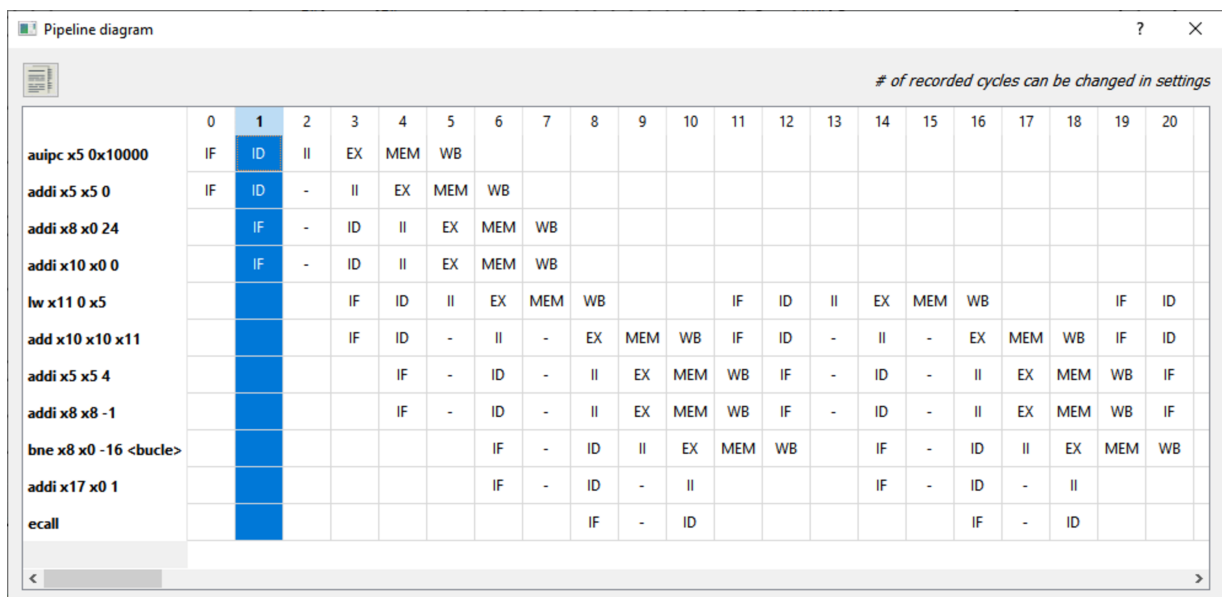 Pipeline diagram ? ×
# of recorded cycles can be changed in settings
0 1 2 3 4 5 6 7 8 9 10 11 12 13 14 15 16 17 18 19 20
auipc x5 0x10000 IF ID II EX MEM WB
addi x5 x5 0 IF ID - II EX MEM WB
addi x8 x0 24 IF - ID II EX MEM WB
addi x10 x0 0 IF - ID II EX MEM WB
lw x11 0 x5 IF ID II EX MEM WB IF ID II EX MEM WB IF ID
add x10 x10 x11 IF ID - II - EX MEM WB IF ID - II - EX MEM WB IF ID
addi x5 x5 4 IF - ID - II EX MEM WB IF - ID - II EX MEM WB IF
addi x8 x8 -1 IF - ID - II EX MEM WB IF - ID - II EX MEM WB IF
bne x8 x0 -16 <bucle> IF - ID II EX MEM WB IF - ID II EX MEM WB
addi x17 x0 1 IF - ID - II IF - ID - II
ecall IF - ID IF - ID